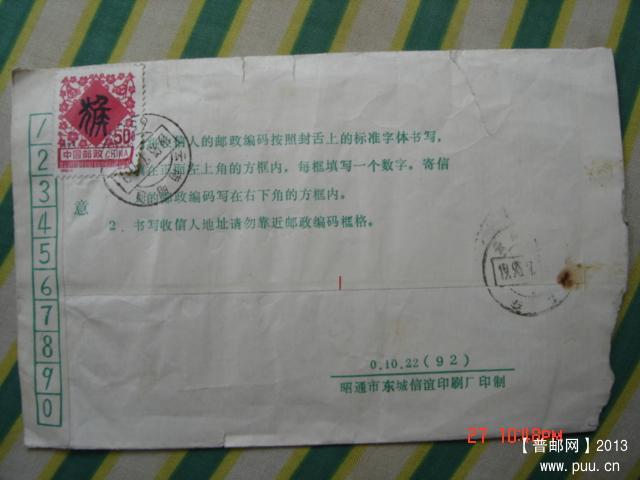 猴
50
中国邮政 CHINA
1
2
3
4
5
6
7
8
9
0
意
信人的邮政编码按照封舌上的标准字体书写,
在正面左上角的方框内，每框填写一个数字。寄信
的邮政编码写在右下角的方框内。
2．书写收信人地址请勿靠近邮政编码框格。
0.10.22(92)
昭通市东城信谊印刷厂印制
27 10:48PM
【普邮网】2013
www.puu.cn